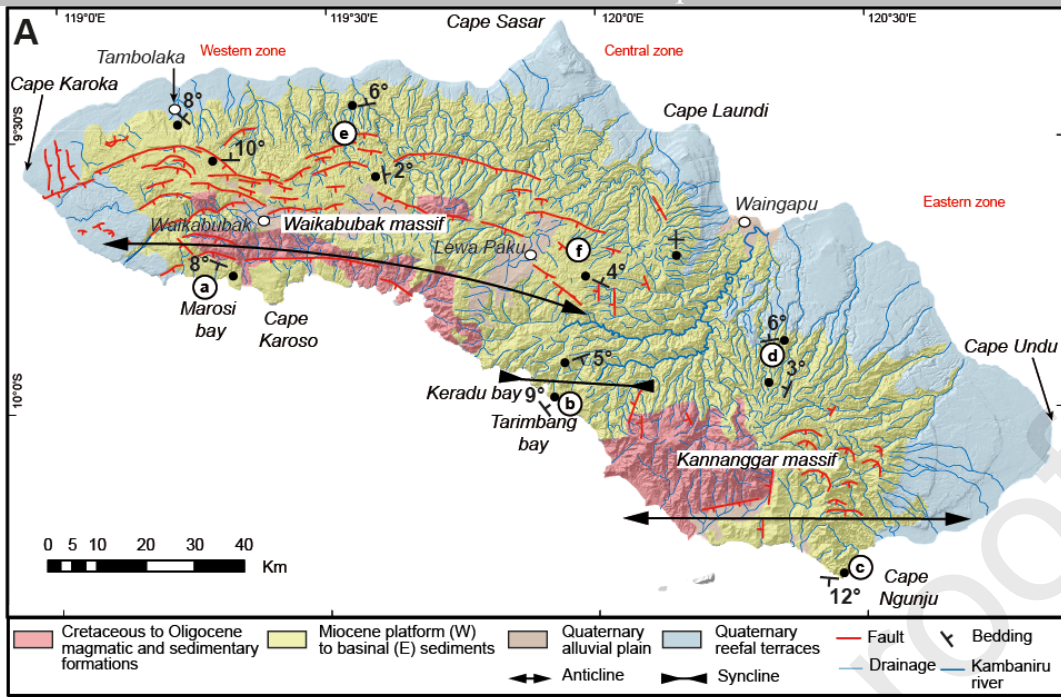 119°0'E
119°30'E
120°0'E
120°30'E
A
Cape Sasar
Western zone
Central zone
Tambolaka
Cape Karoka
8°
6°
Cape Laundi
9°30'S
e
10°
2°
Waingapu
Eastern zone
Waikabubak
Waikabubak massif
Lewa Paku
f
8°
4°
a
Marosi
bay
Cape
Karoso
6°
d
Cape Undu
5°
3°
10°0'S
Keradu bay
9°
b
Tarimbang
bay
Kannanggar massif
0 5 10 20 30 40
Km
c
Cape
Ngunju
12°
Cretaceous to Oligocene
magmatic and sedimentary
formations
Miocene platform (W)
to basinal (E) sediments
Quaternary
alluvial plain
Quaternary
reefal terraces
Fault
Bedding
Drainage
Kambaniru
river
Anticline
Syncline